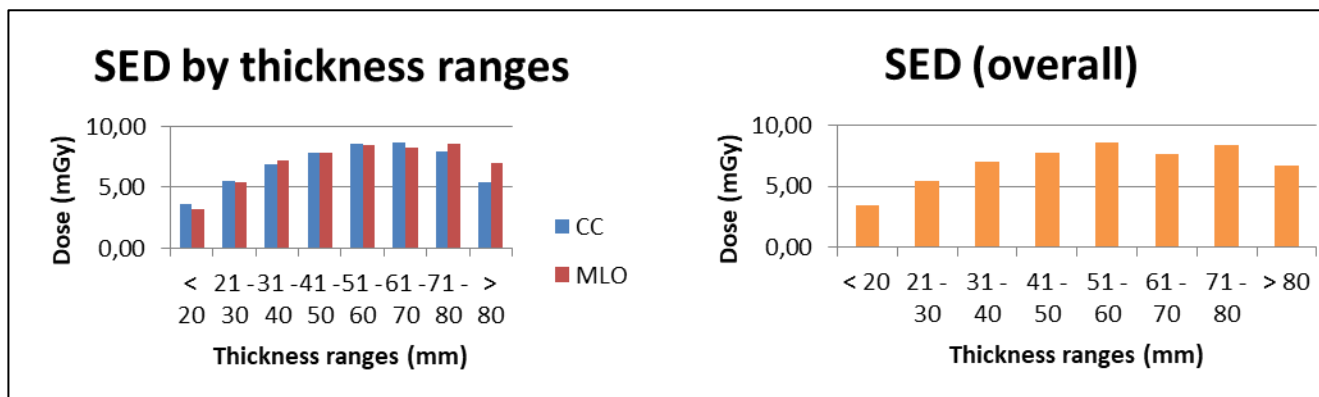 SED by thickness ranges
10,00
5,00
0,00
Dose (mGy)
< 20
21 - 30
31 - 40
41 - 50
51 - 60
61 - 70
71 - 80
> 80
Thickness ranges (mm)
CC
MLO
SED (overall)
10,00
5,00
0,00
Dose (mGy)
< 20
21 - 30
31 - 40
41 - 50
51 - 60
61 - 70
71 - 80
> 80
Thickness ranges (mm)